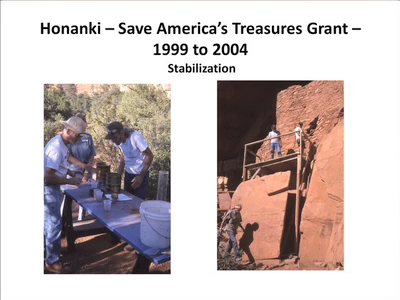 Honanki – Save America's Treasures Grant –
1999 to 2004
Stabilization